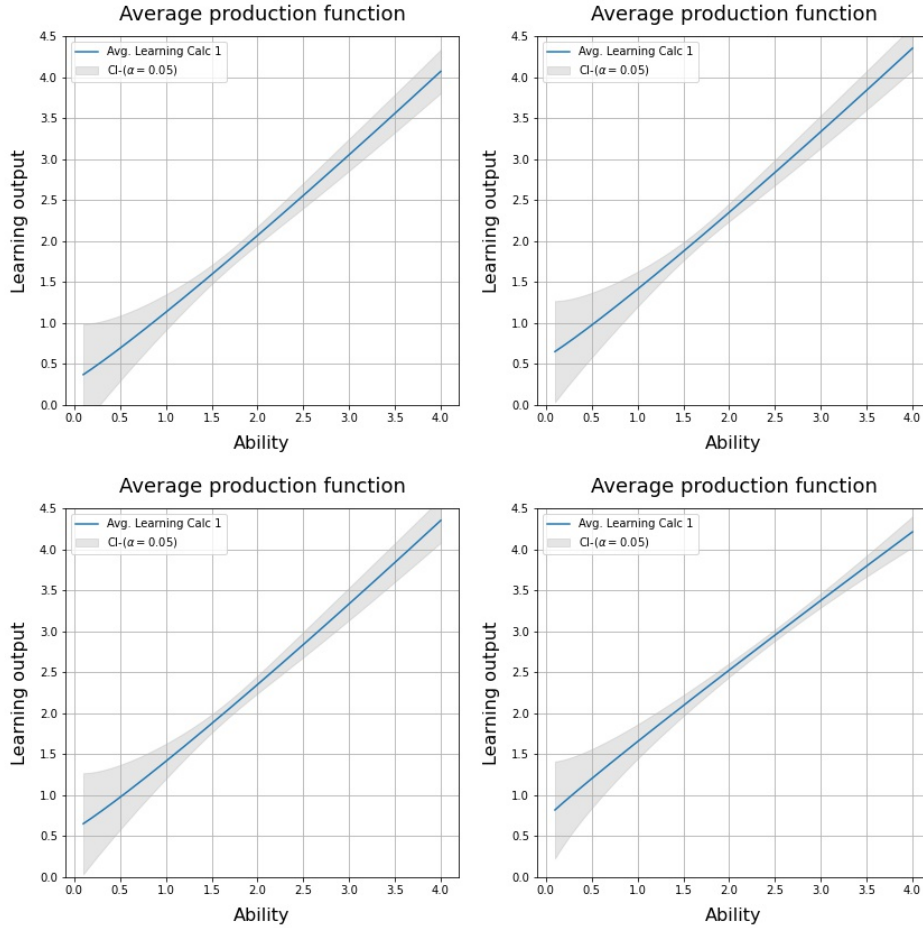 Average production function
Average production function
4.5
4.0
3.5
3.0
2.5
2.0
1.5
1.0
0.5
0.0
Learning output
Avg. Learning Calc 1
CI-(α = 0.05)
0.0 0.5 1.0 1.5 2.0 2.5 3.0 3.5 4.0
Ability
4.5
4.0
3.5
3.0
2.5
2.0
1.5
1.0
0.5
0.0
Learning output
Avg. Learning Calc 1
CI-(α = 0.05)
0.0 0.5 1.0 1.5 2.0 2.5 3.0 3.5 4.0
Ability
Average production function
Average production function
4.5
4.0
3.5
3.0
2.5
2.0
1.5
1.0
0.5
0.0
Learning output
Avg. Learning Calc 1
CI-(α = 0.05)
0.0 0.5 1.0 1.5 2.0 2.5 3.0 3.5 4.0
Ability
4.5
4.0
3.5
3.0
2.5
2.0
1.5
1.0
0.5
0.0
Learning output
Avg. Learning Calc 1
CI-(α = 0.05)
0.0 0.5 1.0 1.5 2.0 2.5 3.0 3.5 4.0
Ability